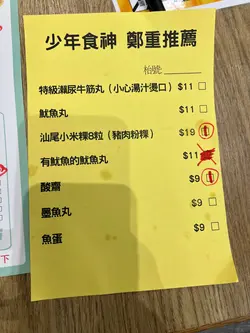 少年食神 鄭重推薦
枱號:
特級瀨尿牛筋丸(小心湯汁燙口) $11
魷魚丸
汕尾小米粿8粒(豬肉粉粿) $19
有魷魚的魷魚丸 $11
酸齋 $9
墨魚丸 $9
魚蛋 $9
下